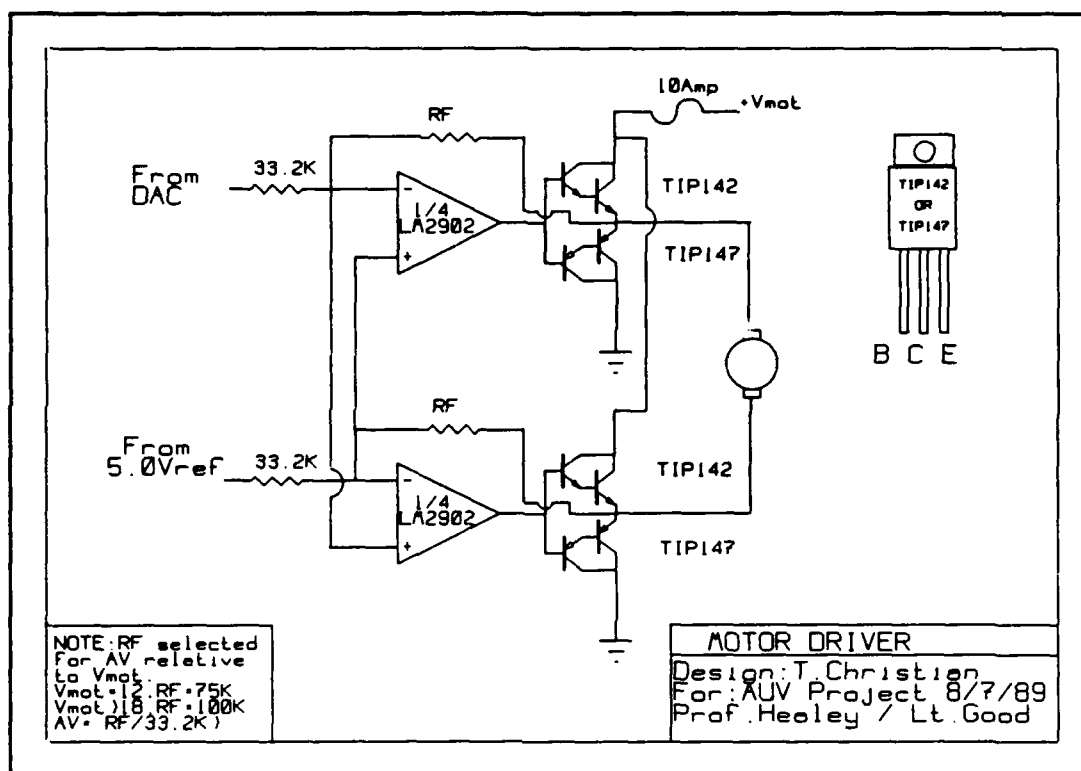 10Amp
+Vmot
RF
From
DAC
33.2K
-
1/4
LA2902
+
TIP142
TIP147
TIP142
OR
TIP147
B C E
RF
From
5.0Vref
33.2K
-
1/4
LM2902
+
TIP142
TIP147
NOTE:RF selected
for AV relative
to Vmot.
Vmot=12.RF=75K
Vmot)18.RF=100K
AV= RF/33.2K)
MOTOR DRIVER
Design:T.Christian
For:AUV Project 8/7/89
Prof.Healey / Lt.Good